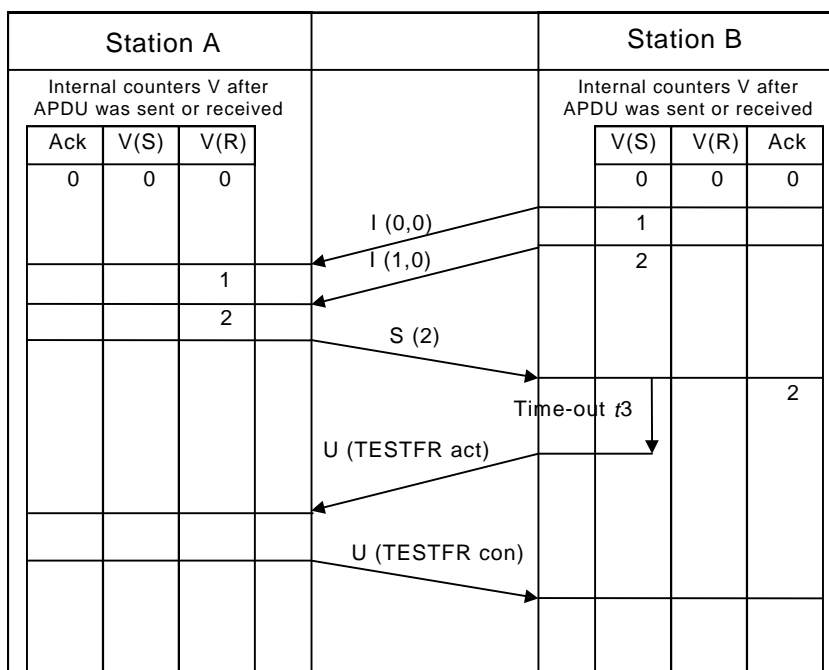 Station A
Station B
Internal counters V after
APDU was sent or received
Internal counters V after
APDU was sent or received
Ack V(S) V(R)
V(S) V(R) Ack
0 0 0
0 0 0
I (0,0)
1
I (1,0)
2
1
2
S (2)
2
Time-out t3
U (TESTFR act)
U (TESTFR con)